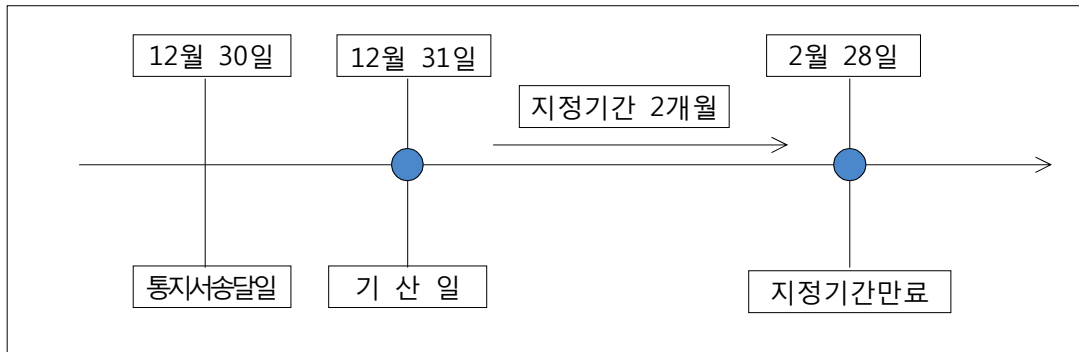 12월 30일
12월 31일
2월 28일
지정기간 2개월
통지서송달일
기 산 일
지정기간만료